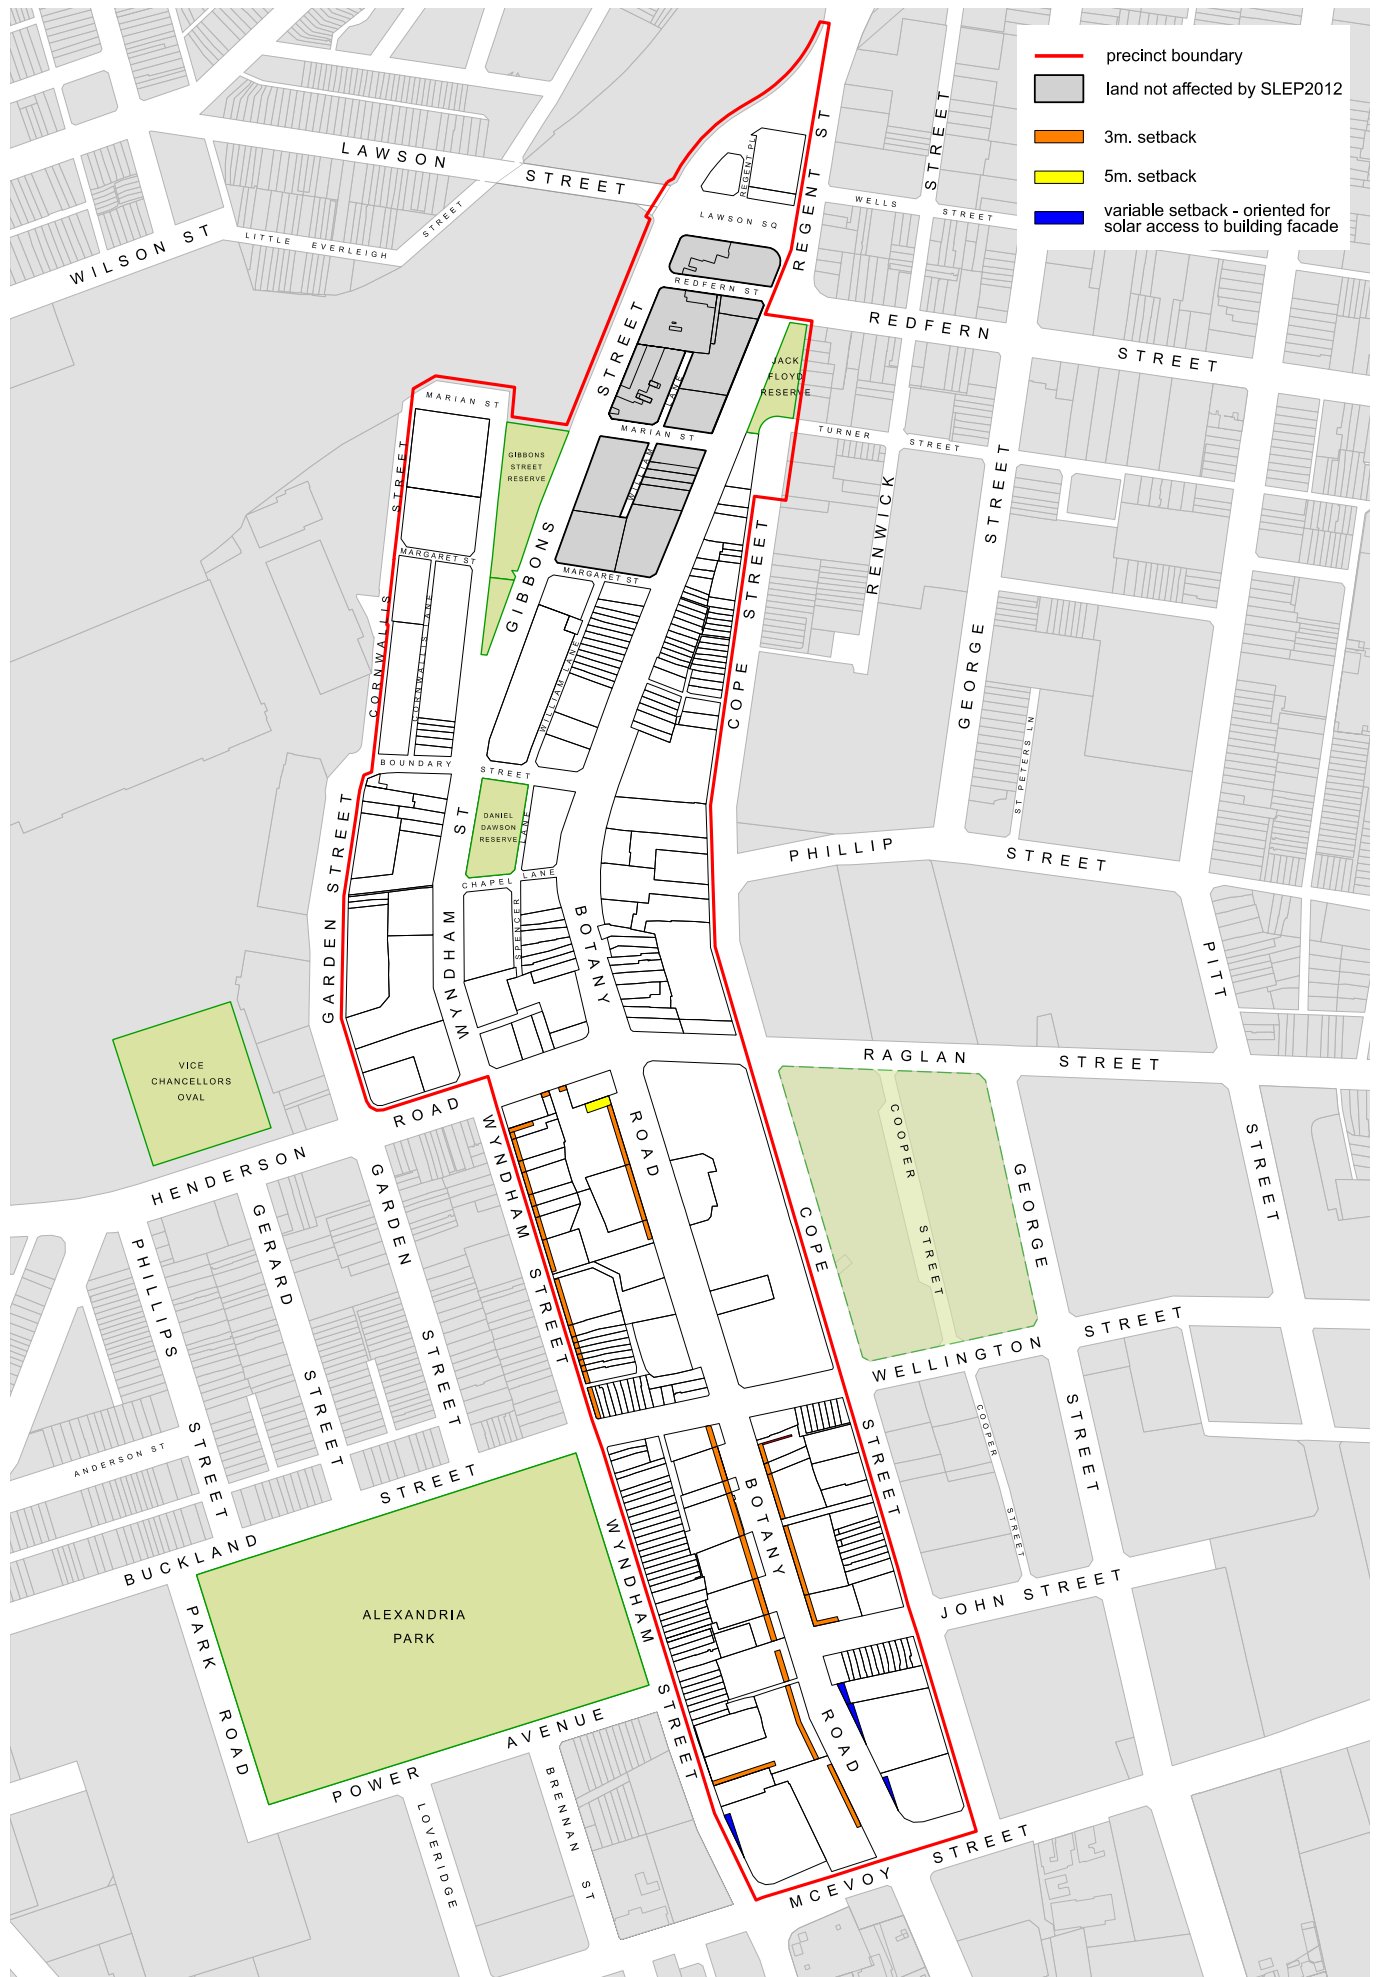 precinct boundary
land not affected by SLEP2012
3m. setback
5m. setback
variable setback - oriented for
solar access to building facade
LAWSON
STREET
WILSON ST
LITTLE EVERLEIGH
STREET
REGENT PL
LAWSON SQ
REGENT ST
WELLS
STREET
STREET
REDFERN ST
REDFERN
STREET
STREET
JACK
FLOYD
RESERVE
LANE
MARIAN ST
MARIAN ST
TURNER
STREET
GIBBONS
STREET
RESERVE
STREET
WILLIAM
GIBBONS
MARGARET ST
MARGARET ST
CORNWALLIS
CORNWALLIS LANE
WILLIAM LANE
COPE STREET
RENWICK
GEORGE STREET
ST PETERS LN
BOUNDARY
STREET
DANIEL
DAWSON
RESERVE
LANE
CHAPEL LANE
SPENCER
GARDEN STREET
WYNDHAM ST
BOTANY
ROAD
PHILLIP
STREET
PITT
STREET
VICE
CHANCELLORS
OVAL
RAGLAN
STREET
HENDERSON
ROAD
WYNDHAM STREET
COOPER
STREET
GEORGE
STREET
COPE
STREET
GARDEN
STREET
GERARD
STREET
PHILLIPS
STREET
WELLINGTON
STREET
COOPER
STREET
ANDERSON ST
BUCKLAND
STREET
BOTANY
ROAD
WYNDHAM STREET
JOHN STREET
ALEXANDRIA
PARK
PARK ROAD
POWER
AVENUE
LOVERIDGE
BRENNAN ST
MCEVOY
STREET